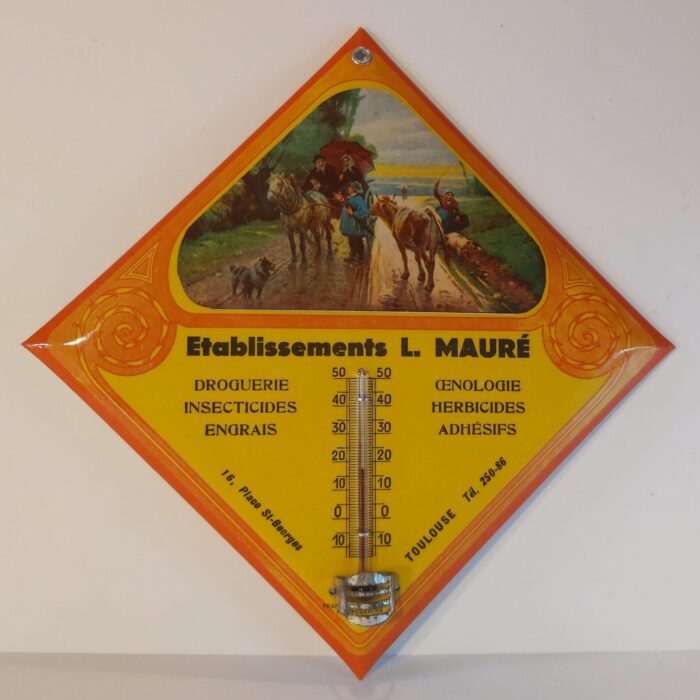 Etablissements L. MAURÉ
DROGUERIE
INSECTICIDES
ENGRAIS
ŒNOLOGIE
HERBICIDES
ADHÉSIFS
50 50
40 40
30 30
20 20
10 10
0 0
10 10
16, Place St-Georges
TOULOUSE Tél. 250-86